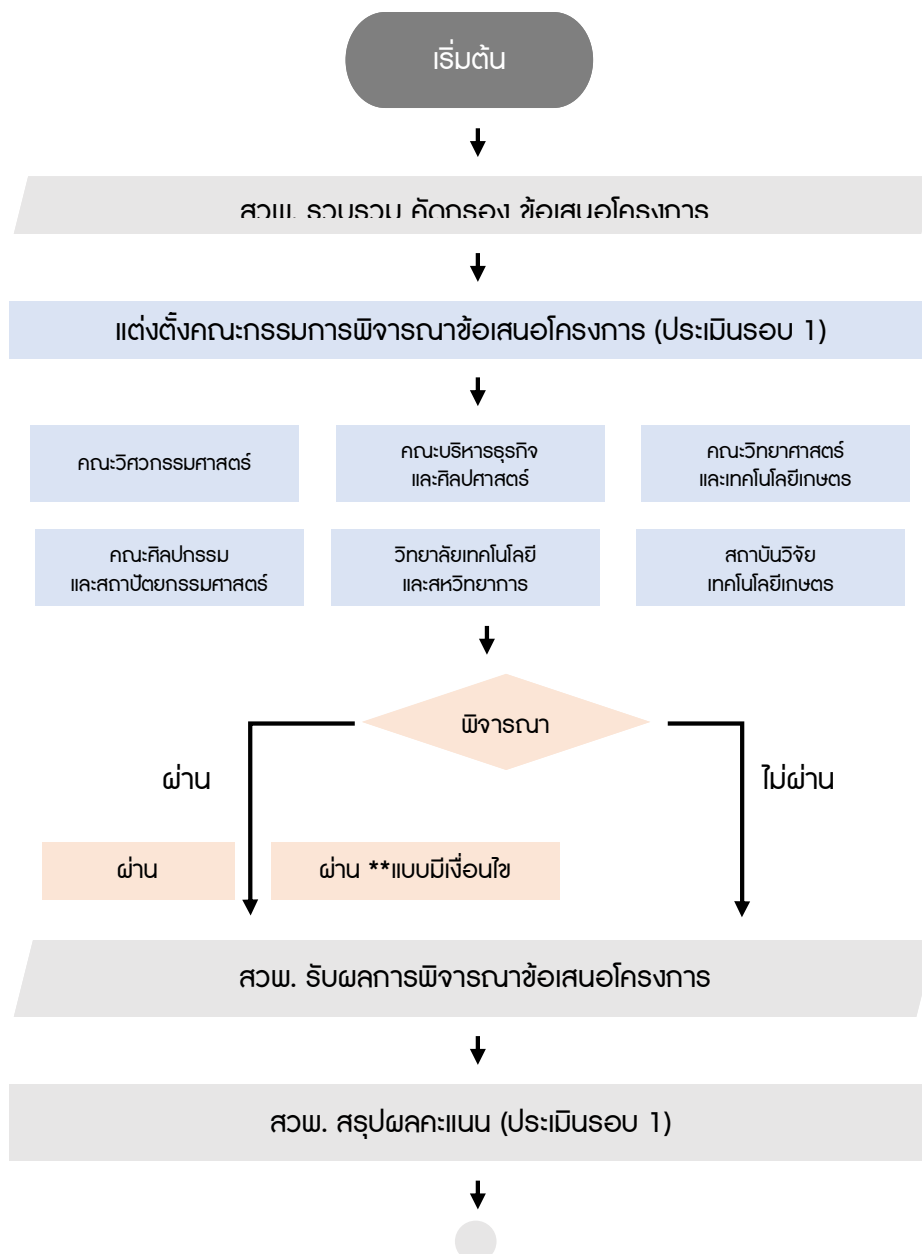 เริ่มต้น
สวพ. รวบรวม คัดกรอง ข้อเสนอโครงการ
แต่งตั้งคณะกรรมการพิจารณาข้อเสนอโครงการ (ประเมินรอบ 1)
คณะวิศวกรรมศาสตร์
คณะบริหารธุรกิจ
และศิลปศาสตร์
คณะวิทยาศาสตร์
และเทคโนโลยีเกษตร
คณะศิลปกรรม
และสถาปัตยกรรมศาสตร์
วิทยาลัยเทคโนโลยี
และสหวิทยาการ
สถาบันวิจัย
เทคโนโลยีเกษตร
พิจารณา
ผ่าน
ไม่ผ่าน
ผ่าน
ผ่าน **แบบมีเงื่อนไข
สวพ. รับผลการพิจารณาข้อเสนอโครงการ
สวพ. สรุปผลคะแนน (ประเมินรอบ 1)